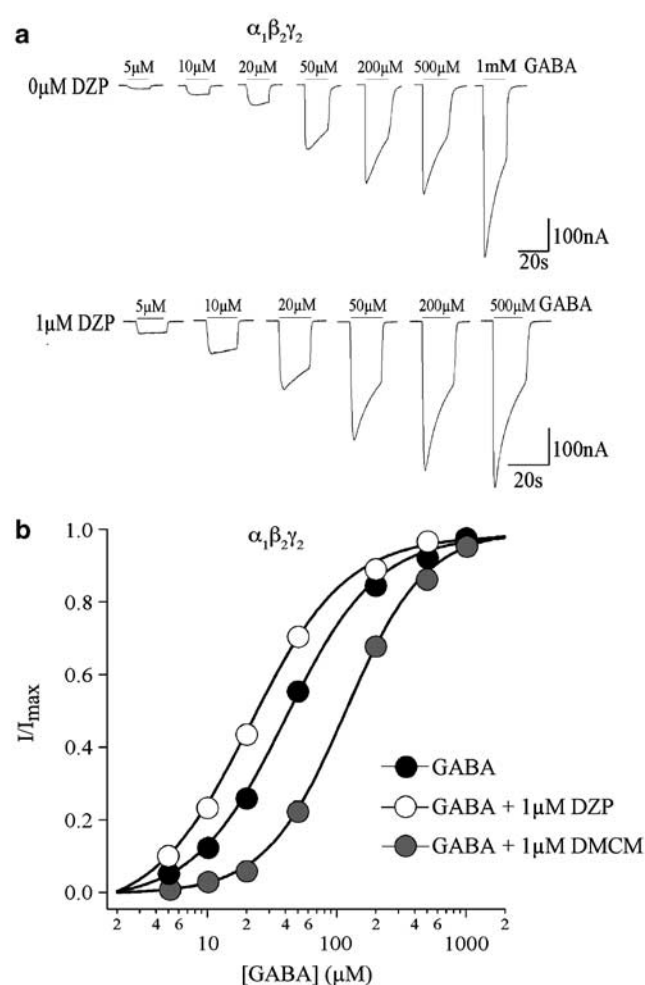 a
α₁β₂γ₂
5μM 10μM 20μM 50μM 200μM 500μM 1mM GABA
0μM DZP
100nA
20s
5μM 10μM 20μM 50μM 200μM 500μM GABA
1μM DZP
100nA
20s
b
α₁β₂γ₂
1.0
0.8
0.6
0.4
0.2
0.0
I/Imax
GABA
GABA + 1μM DZP
GABA + 1μM DMCM
2 4 6 2 4 6 2 4 6 2
10 100 1000
[GABA] (μM)